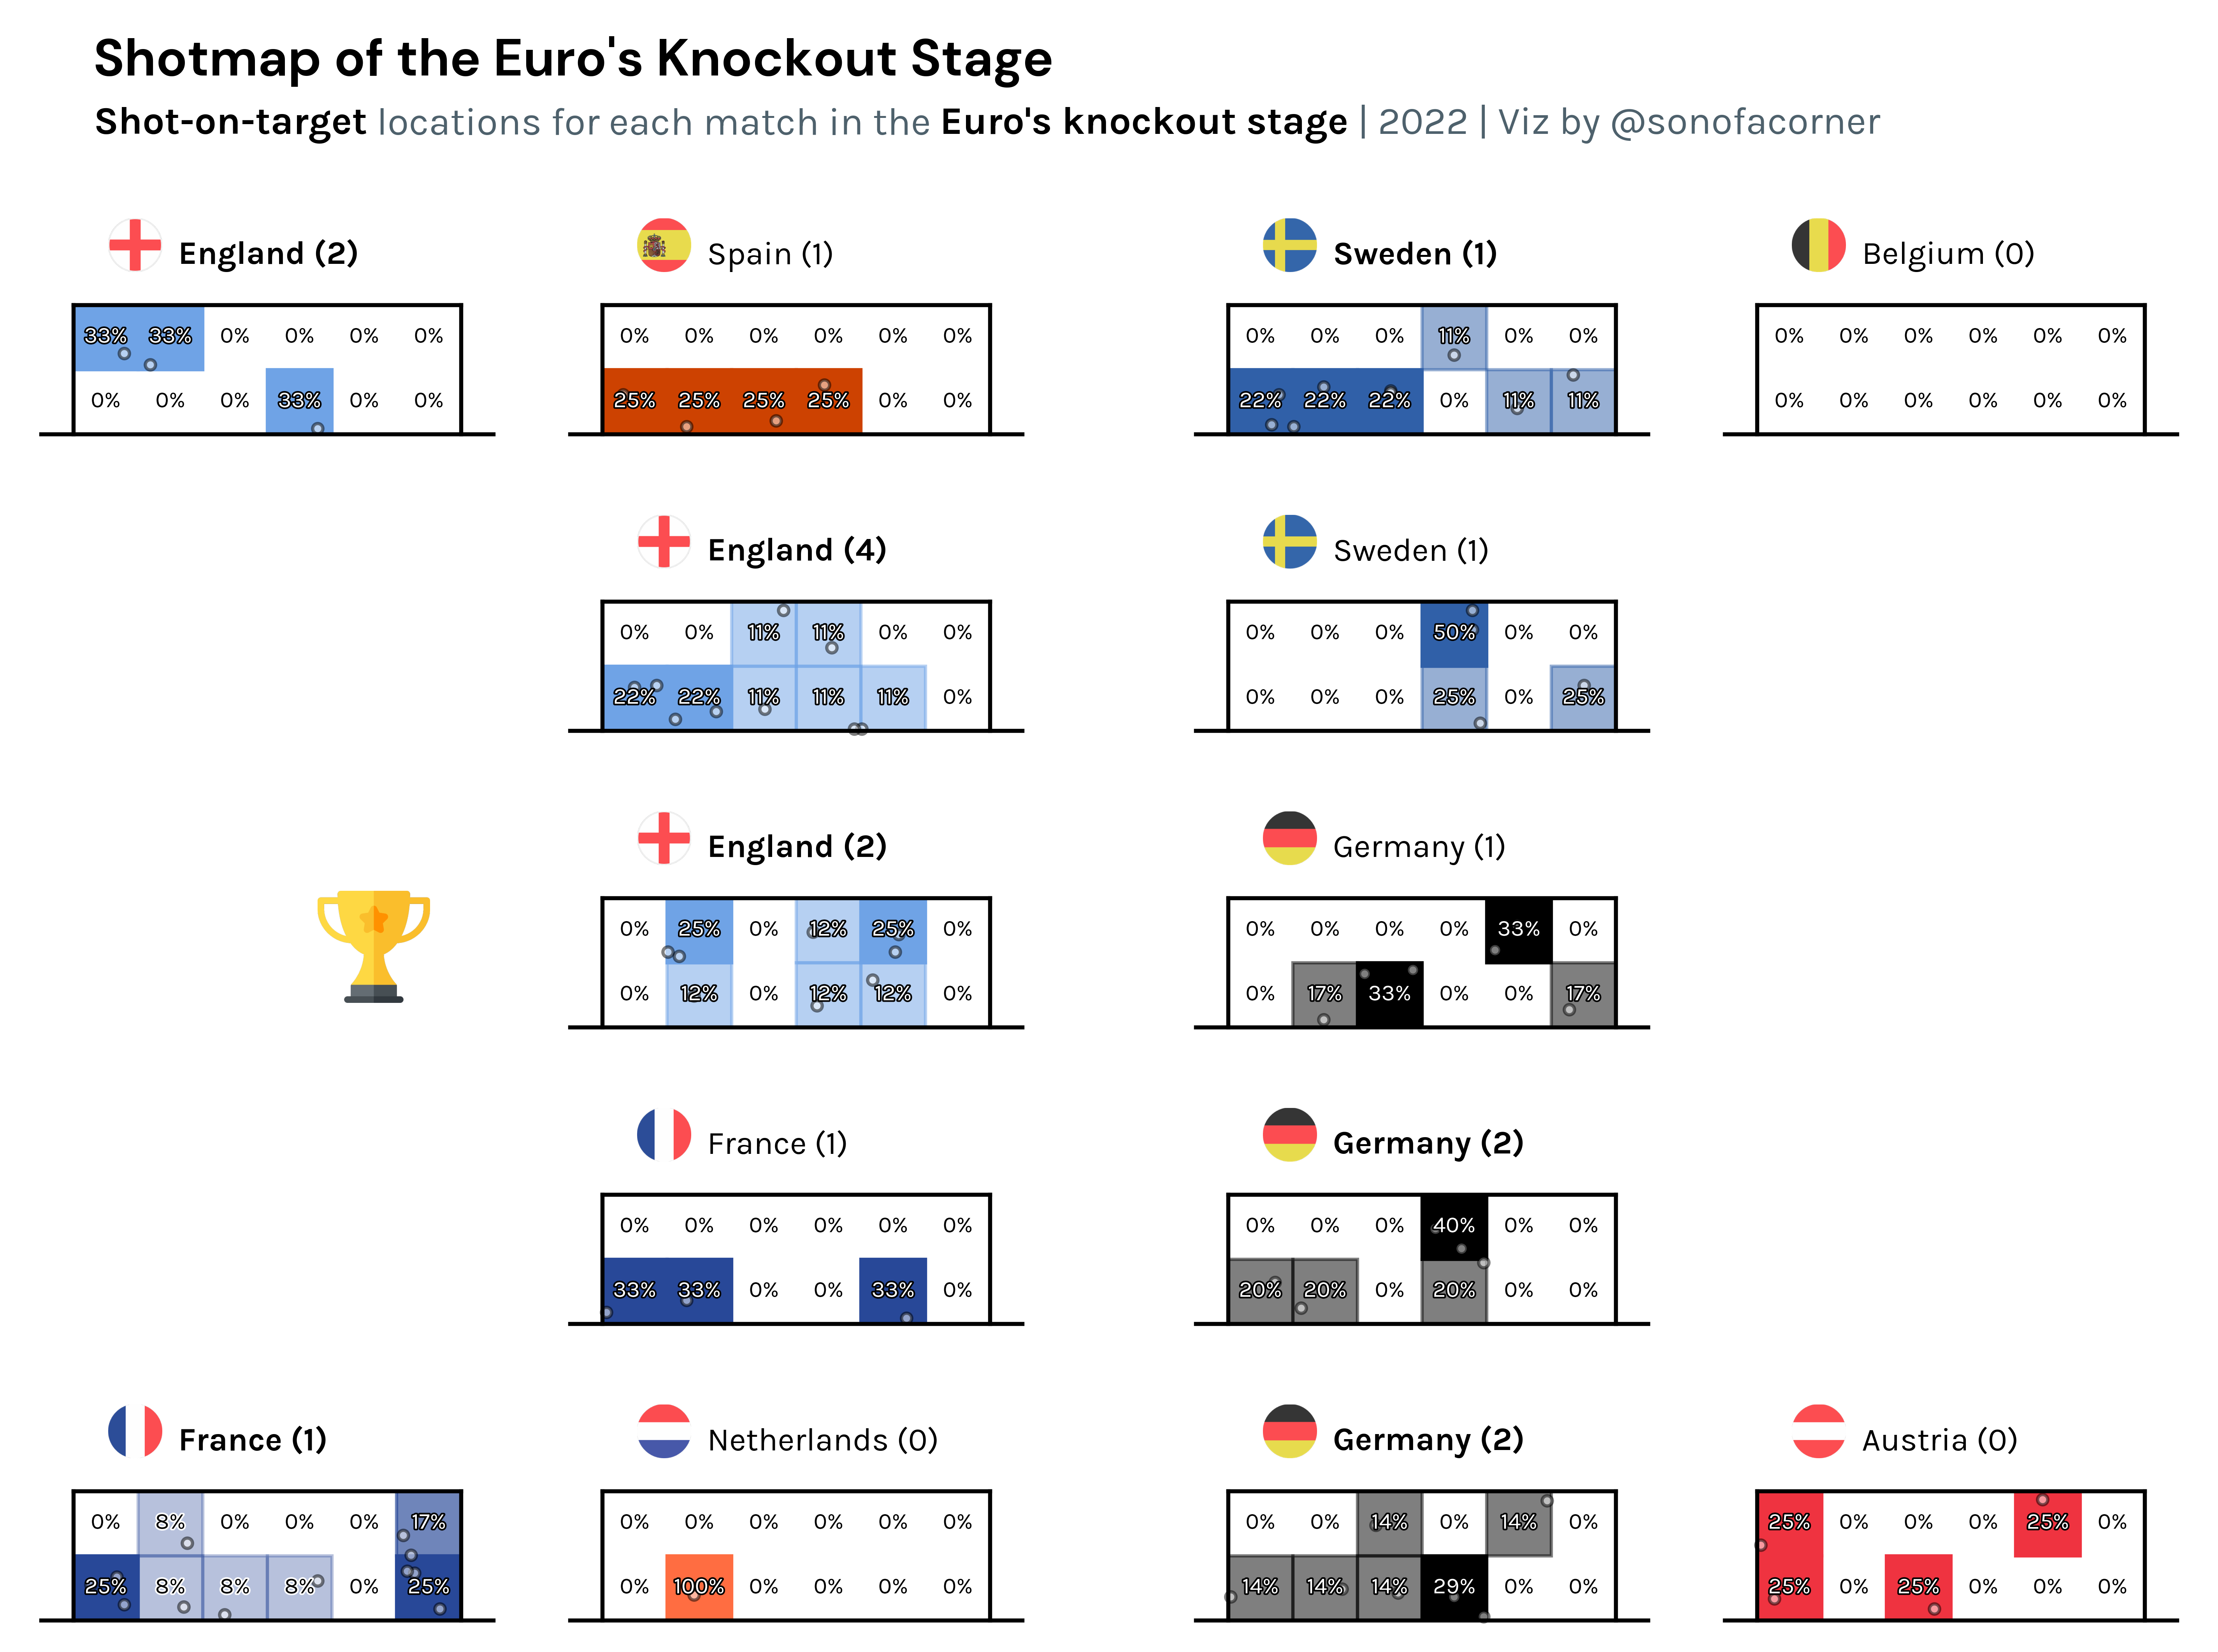 Shotmap of the Euro's Knockout Stage
Shot-on-target locations for each match in the Euro's knockout stage | 2022 | Viz by @sonofacorner
England (2) Spain (1) Sweden (1) Belgium (0)
33% 33% 0% 0% 0% 0% 0% 0% 0% 0% 0% 0% 0% 0% 0% 11% 0% 0% 0% 0% 0% 0% 0% 0%
0% 0% 0% 33% 0% 0% 25% 25% 25% 25% 0% 0% 22% 22% 22% 0% 11% 11% 0% 0% 0% 0% 0% 0%
England (4) Sweden (1)
0% 0% 11% 11% 0% 0% 0% 0% 0% 50% 0% 0%
22% 22% 11% 11% 11% 0% 0% 0% 0% 25% 0% 25%
England (2) Germany (1)
0% 25% 0% 12% 25% 0% 0% 0% 0% 0% 33% 0%
0% 12% 0% 12% 12% 0% 0% 17% 33% 0% 0% 17%
France (1) Germany (2)
0% 0% 0% 0% 0% 0% 0% 0% 0% 40% 0% 0%
33% 33% 0% 0% 33% 0% 20% 20% 0% 20% 0% 0%
France (1) Netherlands (0) Germany (2) Austria (0)
0% 8% 0% 0% 0% 17% 0% 0% 0% 0% 0% 0% 0% 0% 14% 0% 14% 0% 25% 0% 0% 0% 25% 0%
25% 8% 8% 8% 0% 25% 0% 100% 0% 0% 0% 0% 14% 14% 14% 29% 0% 0% 25% 0% 25% 0% 0% 0%